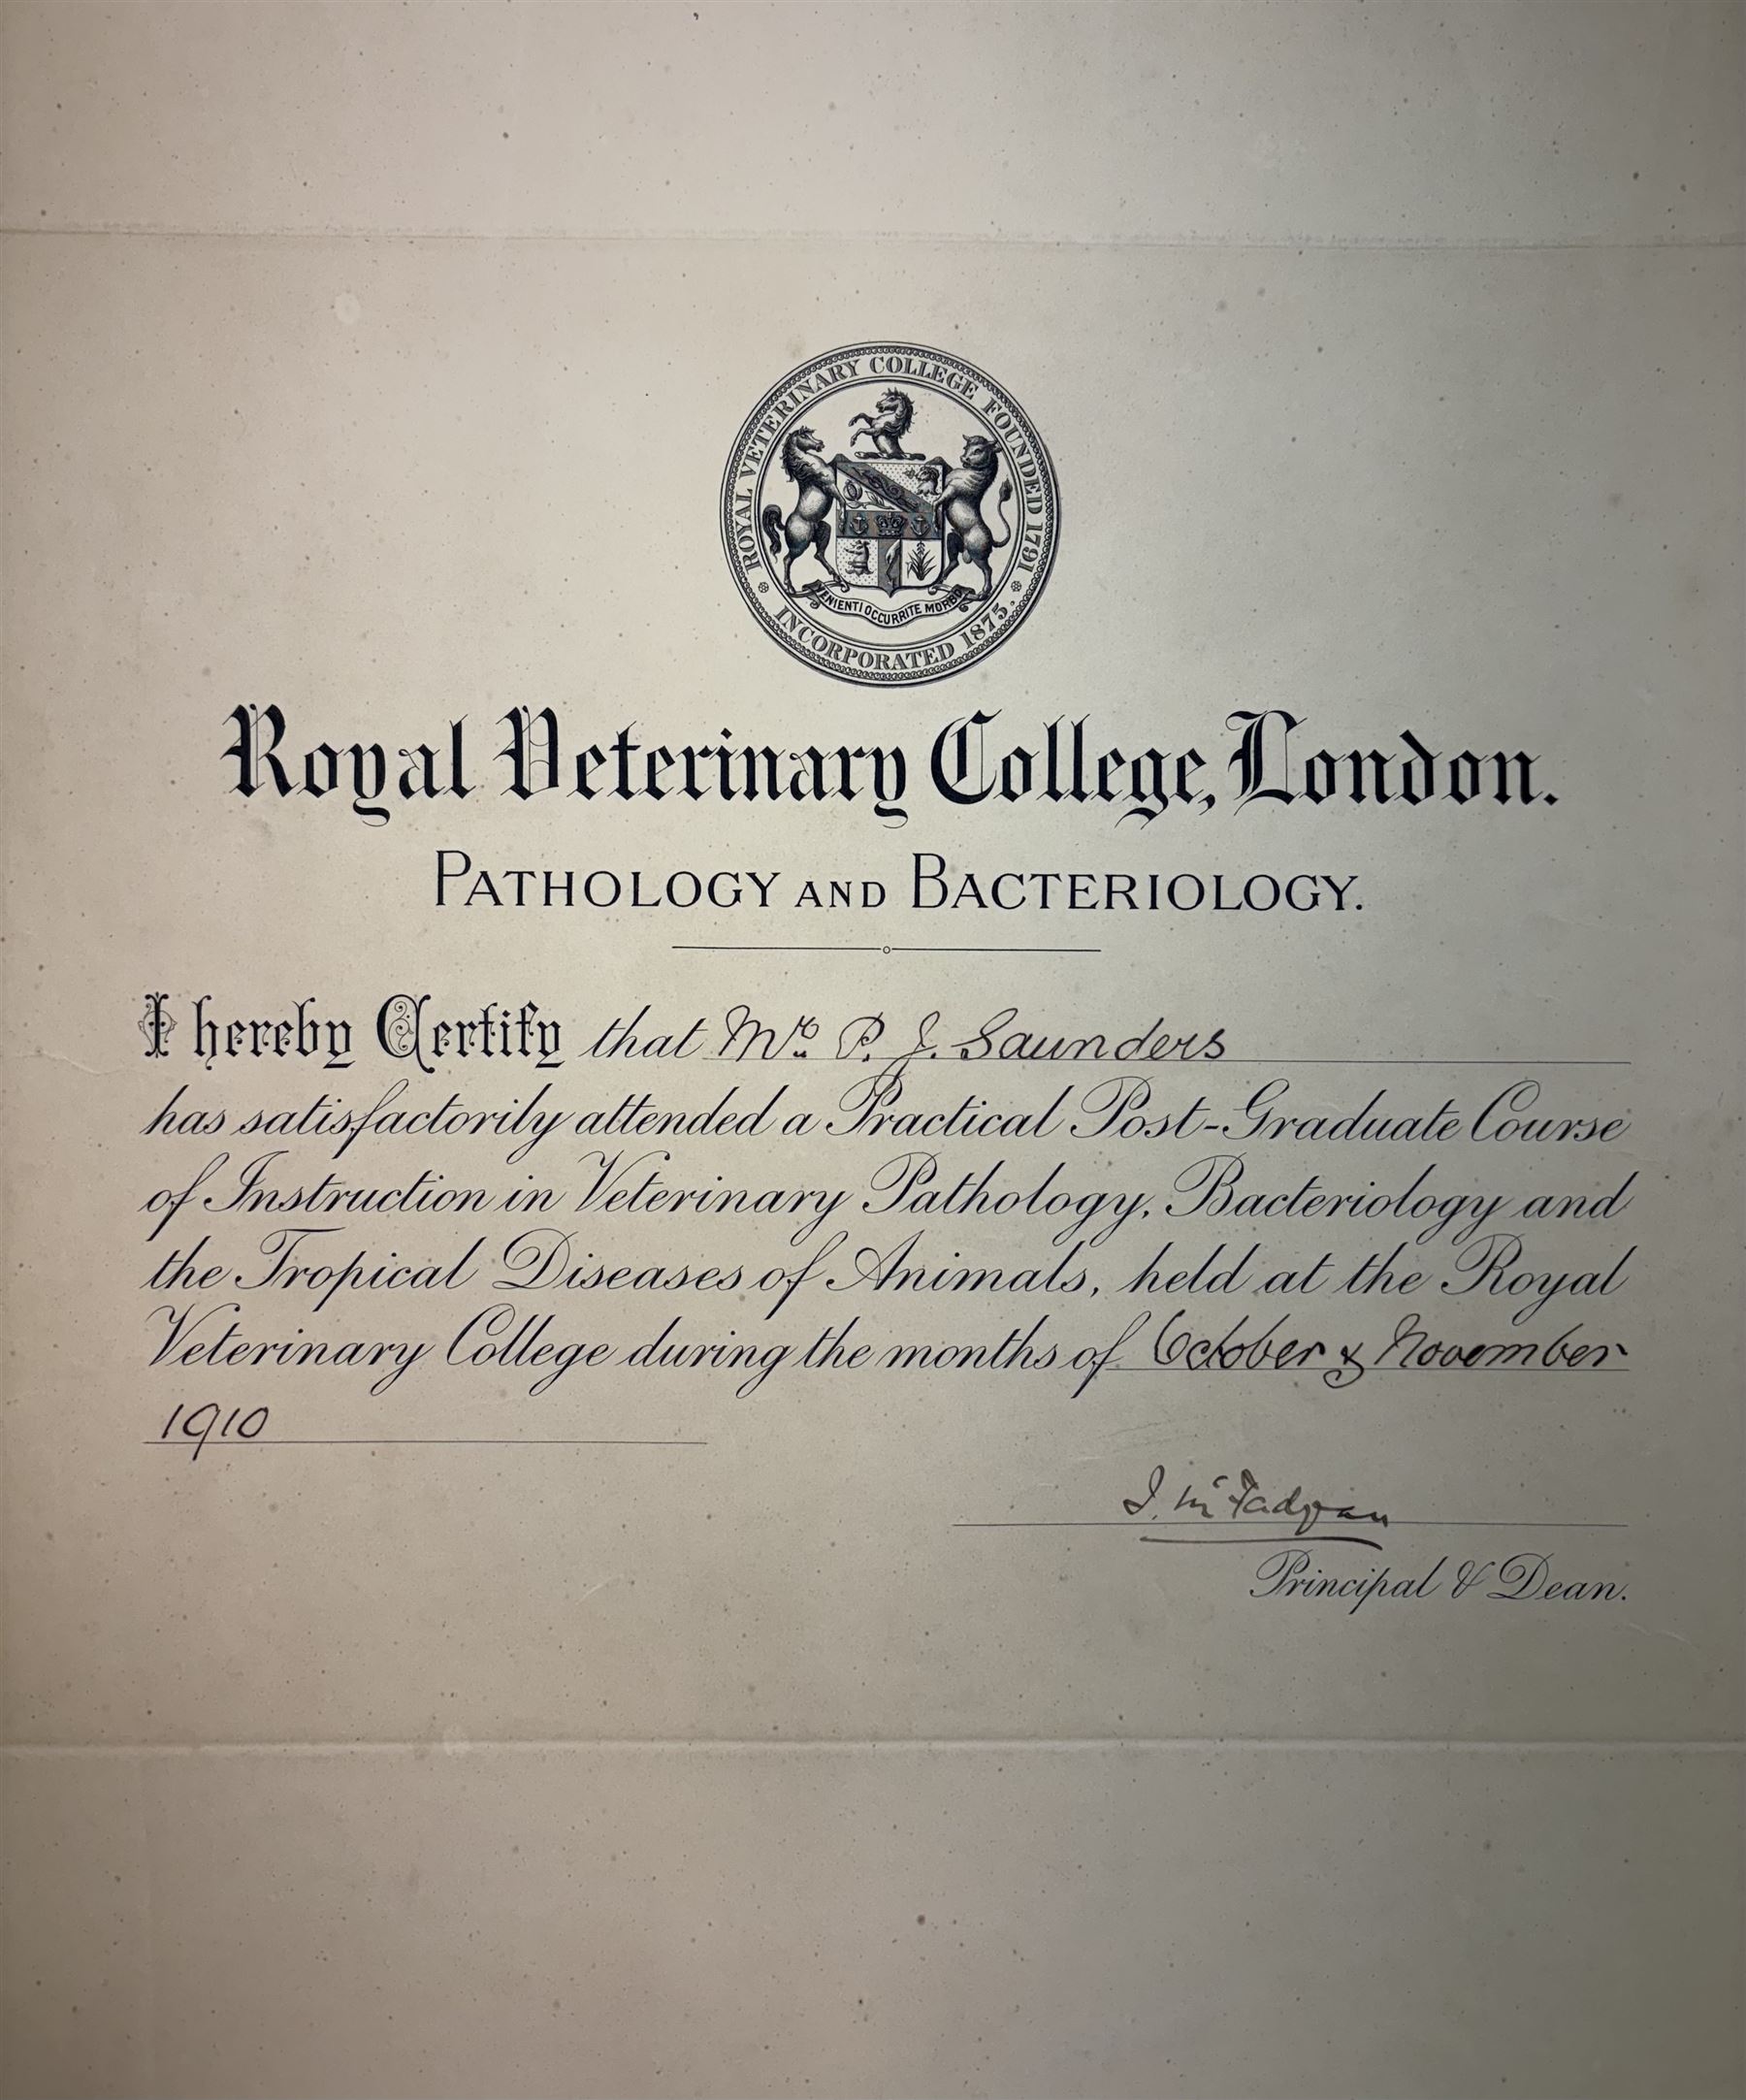 ROYAL VETERINARY COLLEGE FOUNDED 1791
INCORPORATED 1875.
VENIENTI OCCURRITE MORBO
Royal Veterinary College, London.
PATHOLOGY AND BACTERIOLOGY.
I hereby Certify that Mr. P. J. Saunders
has satisfactorily attended a Practical Post-Graduate Course
of Instruction in Veterinary Pathology, Bacteriology and
the Tropical Diseases of Animals, held at the Royal
Veterinary College during the months of October & November
1910
J. McFadyean
Principal & Dean.